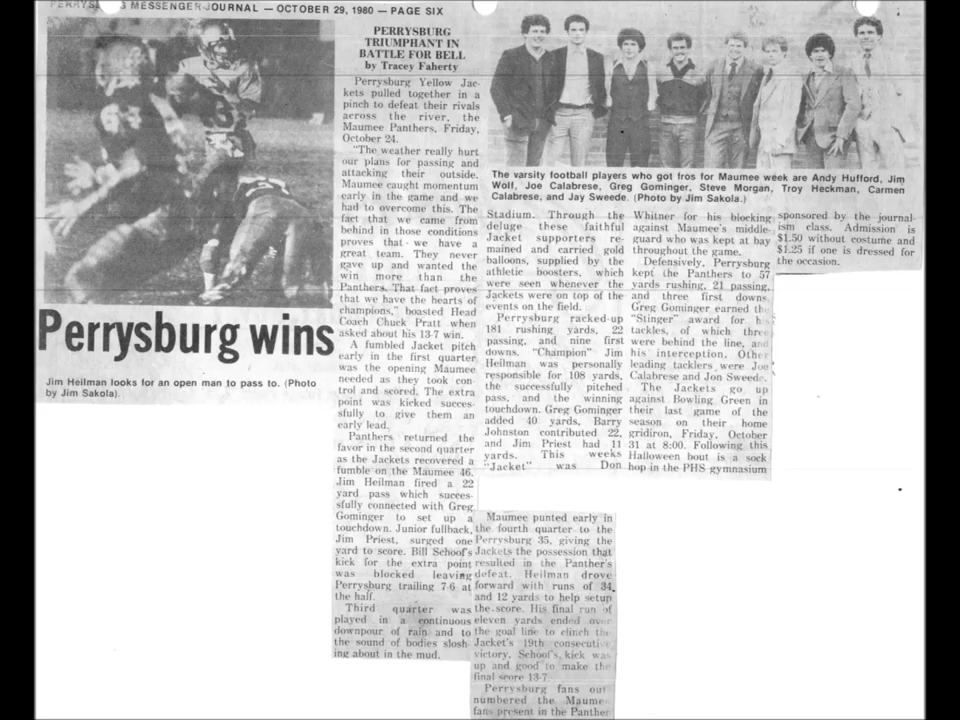 MESSENGER-JOURNAL — OCTOBER 29, 1980 — PAGE SIX
Perrysburg wins
Jim Heilman looks for an open man to pass to. (Photo
by Jim Sakola).
PERRYSBURG
TRIUMPHANT IN
BATTLE FOR BELL
by Tracey Faherty
Perrysburg Yellow Jac-
kets pulled together in a
pinch to defeat their rivals
across the river, the
Maumee Panthers, Friday,
October 24.
"The weather really hurt
our plans for passing and
attacking their outside.
Maumee caught momentum
early in the game and we
had to overcome this. The
fact that we came from
behind in those conditions
proves that we have a
great team. They never
gave up and wanted the
win more than the
Panthers. That fact proves
that we have the hearts of
champions," boasted Head
Coach Chuck Pratt when
asked about his 13-7 win.
A fumbled Jacket pitch
early in the first quarter
was the opening Maumee
needed as they took con-
trol and scored. The extra
point was kicked succes-
sfully to give them an
early lead.
Panthers returned the
favor in the second quarter
as the Jackets recovered a
fumble on the Maumee 46.
Jim Heilman fired a 22
yard pass which succes-
sfully connected with Greg
Gominger to set up a
touchdown. Junior fullback,
Jim Priest, surged one
yard to score. Bill Schoof's
kick for the extra point
was blocked leaving
Perrysburg trailing 7-6 at
the half.
Third quarter was
played in a continuous
downpour of rain and to
the sound of bodies slosh-
ing about in the mud.
Maumee punted early in
the fourth quarter to the
Perrysburg 35, giving the
Jackets the possession that
resulted in the Panther's
defeat. Heilman drove
forward with runs of 34
and 12 yards to help setup
the score. His final run of
eleven yards ended over
the goal line to clinch the
Jacket's 19th consecutive
victory. Schoof's kick was
up and good to make the
final score 13-7.
Perrysburg fans out
numbered the Maumee
fans present in the Panther
The varsity football players who got fros for Maumee week are Andy Hufford, Jim
Wolf, Joe Calabrese, Greg Gominger, Steve Morgan, Troy Heckman, Carmen
Calabrese, and Jay Sweede. (Photo by Jim Sakola.)
Stadium. Through the
deluge these faithful
Jacket supporters re-
mained and carried gold
balloons, supplied by the
athletic boosters, which
were seen whenever the
Jackets were on top of the
events on the field.
Perrysburg racked-up
181 rushing yards, 22
passing, and nine first
downs. "Champion" Jim
Heilman was personally
responsible for 108 yards,
the successfully pitched
pass, and the winning
touchdown. Greg Gominger
added 40 yards, Barry
Johnston contributed 22,
and Jim Priest had 11
yards. This weeks
"Jacket" was Don
Whitner for his blocking
against Maumee's middle-
guard who was kept at bay
throughout the game.
Defensively, Perrysburg
kept the Panthers to 57
yards rushing, 21 passing,
and three first downs.
Greg Gominger earned the
"Stinger" award for his
tackles, of which three
were behind the line, and
his interception. Other
leading tacklers were Joe
Calabrese and Jon Sweede.
The Jackets go up
against Bowling Green in
their last game of the
season on their home
gridiron, Friday, October
31 at 8:00. Following this
Halloween bout is a sock
hop in the PHS gymnasium
sponsored by the journal-
ism class. Admission is
$1.50 without costume and
$1.25 if one is dressed for
the occasion.